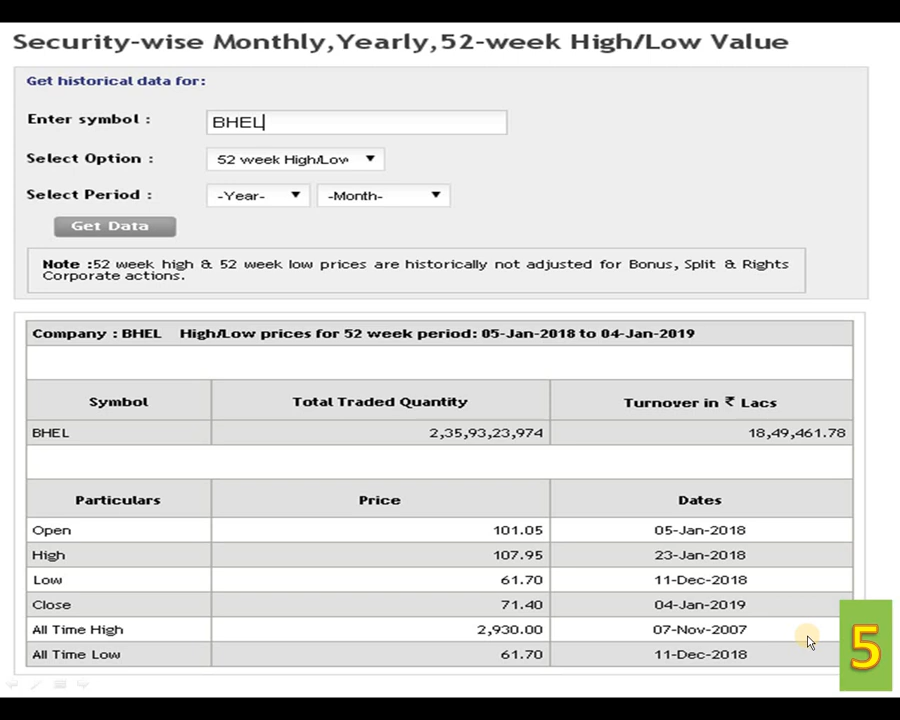 Security-wise Monthly,Yearly,52-week High/Low Value
Get historical data for:
Enter symbol : BHEL
Select Option : 52 week High/Low
Select Period : -Year- -Month-
Get Data
Note :52 week high & 52 week low prices are historically not adjusted for Bonus, Split & Rights
Corporate actions.
Company : BHEL High/Low prices for 52 week period: 05-Jan-2018 to 04-Jan-2019
Symbol Total Traded Quantity Turnover in ₹ Lacs
BHEL 2,35,93,23,974 18,49,461.78
Particulars Price Dates
Open 101.05 05-Jan-2018
High 107.95 23-Jan-2018
Low 61.70 11-Dec-2018
Close 71.40 04-Jan-2019
All Time High 2,930.00 07-Nov-2007
All Time Low 61.70 11-Dec-2018
5